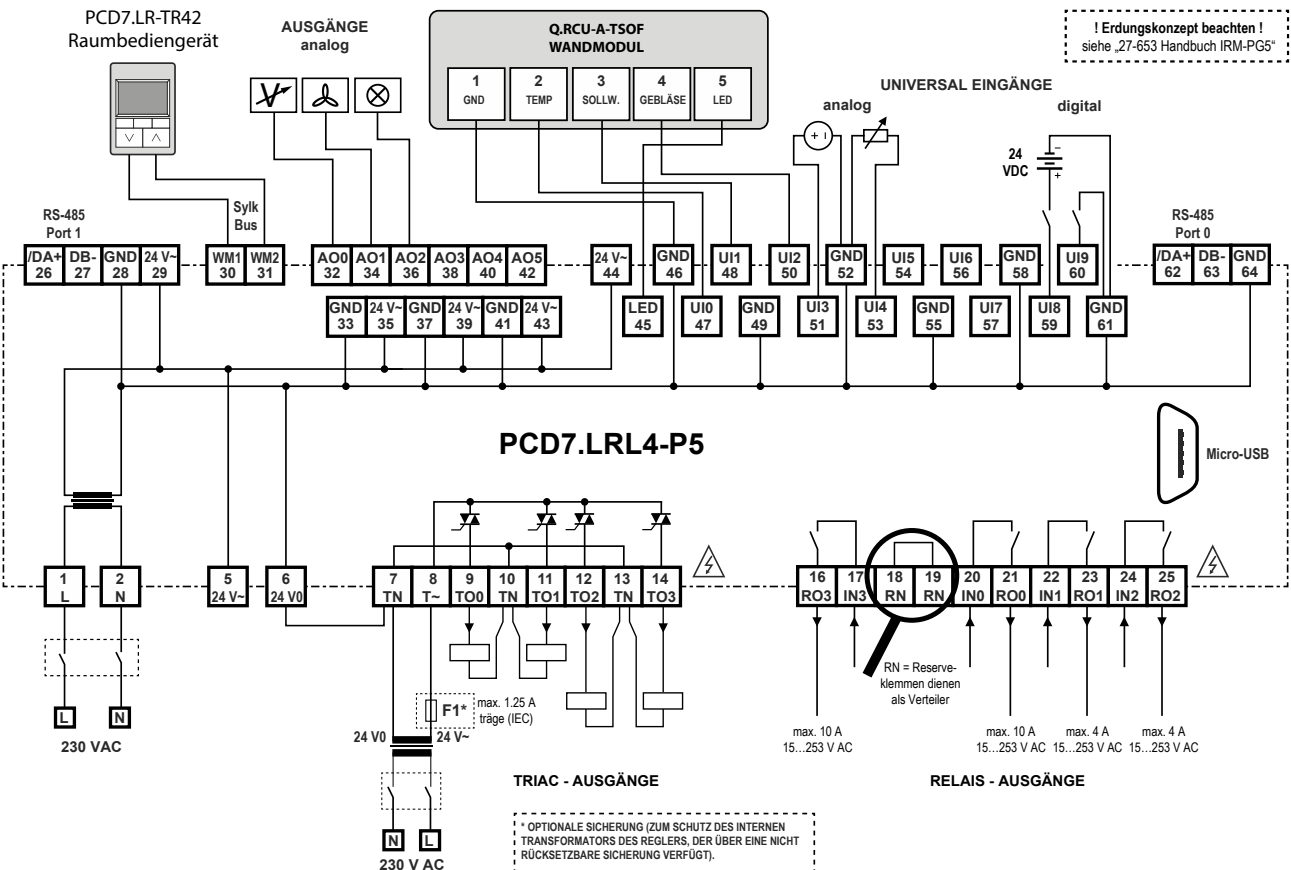 PCD7.LR-TR42
Raumbediengerät
AUSGÄNGE
analog
Q.RCU-A-TSOF
WANDMODUL
1
GND
2
TEMP
3
SOLLW.
4
GEBLÄSE
5
LED
! Erdungskonzept beachten !
siehe „27-653 Handbuch IRM-PG5“
UNIVERSAL EINGÄNGE
analog
digital
+ I
24
VDC
−
+
RS-485
Port 1
Sylk
Bus
RS-485
Port 0
/DA+ DB- GND 24 V~
26 27 28 29
WM1 WM2
30 31
AO0 AO1 AO2 AO3 AO4 AO5
32 34 36 38 40 42
24 V~
44
GND
46
UI1
48
UI2
50
GND
52
UI5
54
UI6
56
GND
58
UI9
60
/DA+ DB- GND
62 63 64
GND 24 V~ GND 24 V~ GND 24 V~
33 35 37 39 41 43
LED
45
UI0
47
GND
49
UI3
51
UI4
53
GND
55
UI7
57
UI8
59
GND
61
PCD7.LRL4-P5
Micro-USB
1
L
2
N
5
24 V~
6
24 V0
7 8 9 10 11 12 13 14
TN T~ TO0 TN TO1 TO2 TN TO3
16 17 18 19 20 21 22 23 24 25
RO3 IN3 RN RN IN0 RO0 IN1 RO1 IN2 RO2
RN = Reserve-
klemmen dienen
als Verteiler
F1*
max. 1.25 A
träge (IEC)
L N
230 VAC
24 V0 24 V~
max. 10 A
15...253 V AC
max. 10 A
15...253 V AC
max. 4 A
15...253 V AC
max. 4 A
15...253 V AC
TRIAC - AUSGÄNGE
RELAIS - AUSGÄNGE
N L
230 V AC
* OPTIONALE SICHERUNG (ZUM SCHUTZ DES INTERNEN
TRANSFORMATORS DES REGLERS, DER ÜBER EINE NICHT
RÜCKSETZBARE SICHERUNG VERFÜGT).